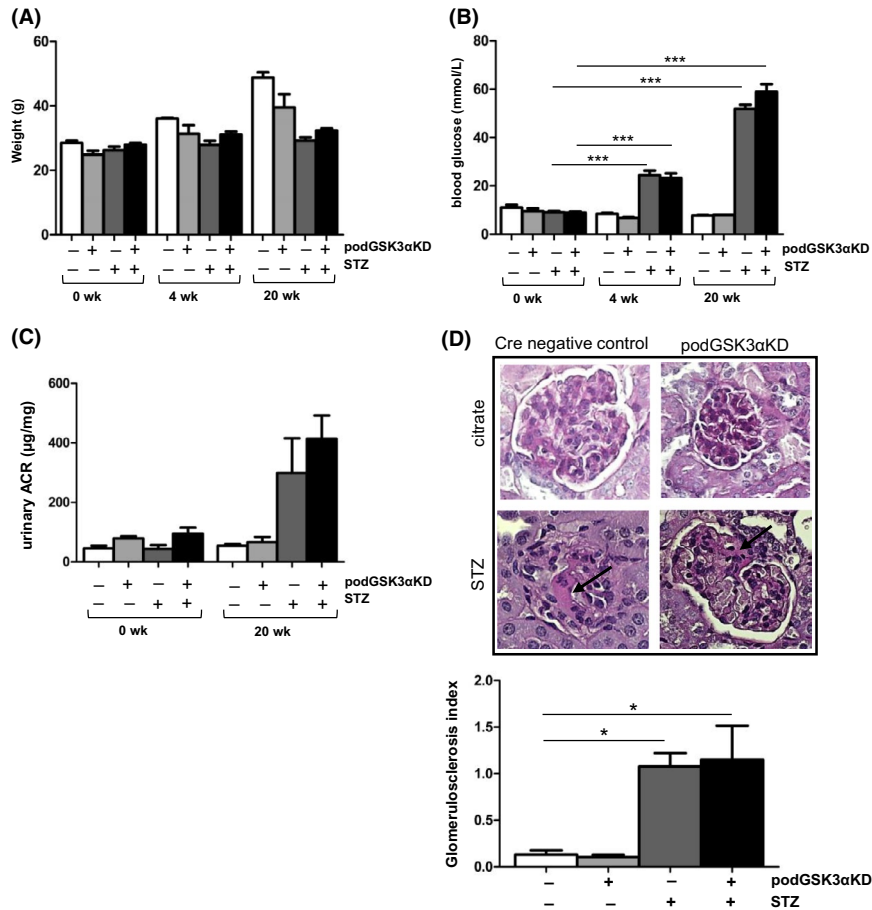 (A)
60
40
20
0
Weight (g)
– + – + – + – + – + – + podGSK3αKD
– – + + – – + + – – + + STZ
0 wk 4 wk 20 wk
(B)
80
60
40
20
0
blood glucose (mmol/L)
***
***
***
***
– + – + – + – + – + – + podGSK3αKD
– – + + – – + + – – + + STZ
0 wk 4 wk 20 wk
(C)
600
400
200
0
urinary ACR (µg/mg)
– + – + – + – + podGSK3αKD
– – + + – – + + STZ
0 wk 20 wk
(D)
Cre negative control podGSK3αKD
citrate
STZ
2.0
1.5
1.0
0.5
0.0
Glomerulosclerosis index
*
*
– + – + podGSK3αKD
– – + + STZ